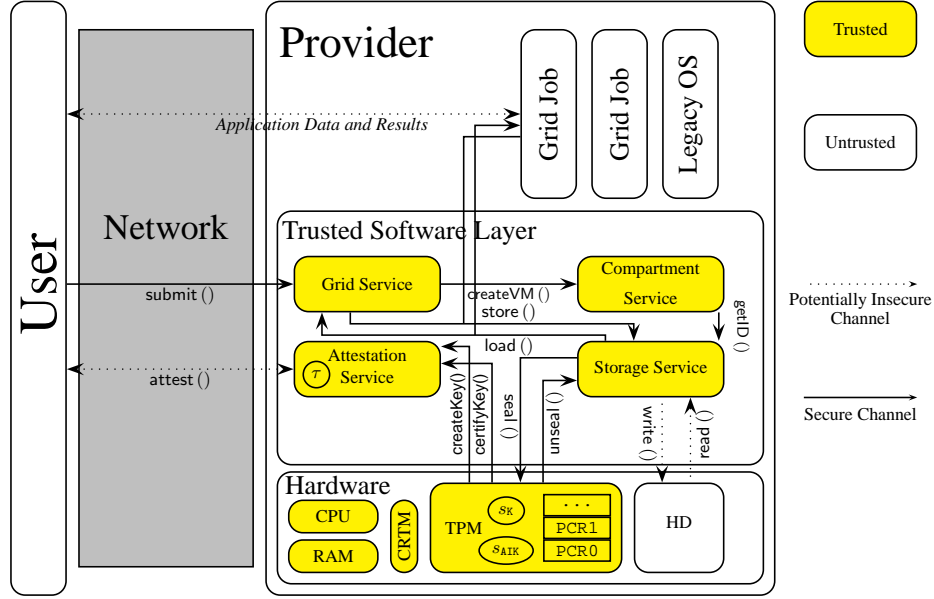 Provider
Trusted
Grid Job
Grid Job
Legacy OS
Application Data and Results
Untrusted
User
Network
Trusted Software Layer
Grid Service
Compartment
Service
submit ()
createVM ()
store ()
getID ()
Potentially Insecure
Channel
load ()
τ
Attestation
Service
Storage Service
attest ()
createKey()
certifyKey()
seal ()
unseal ()
write ()
read ()
Secure Channel
Hardware
CPU
RAM
CRTM
TPM
sK
sAIK
...
PCR1
PCR0
HD